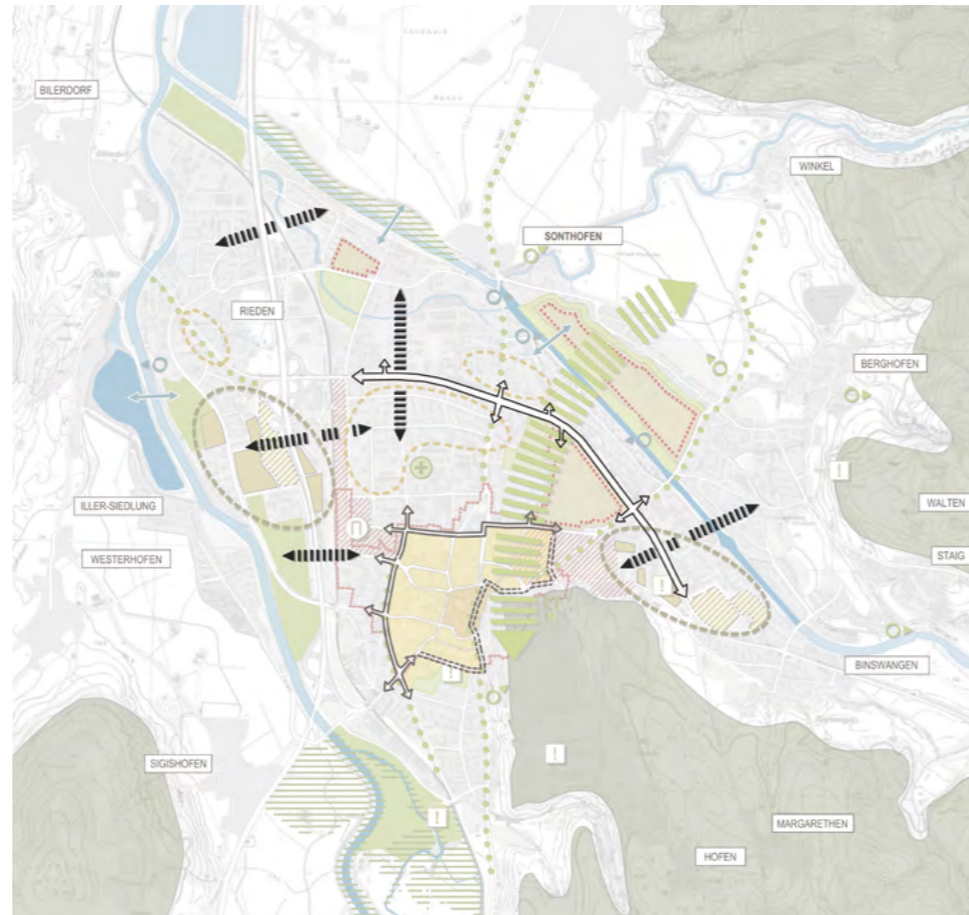 BILERDORF
WINKEL
SONTHOFEN
RIEDEN
BERGHOFEN
!
ILLER-SIEDLUNG
WALTEN
WESTERHOFEN
STAIG
!
!
BINSWANGEN
!
SIGISHOFEN
!
MARGARETHEN
HOFEN